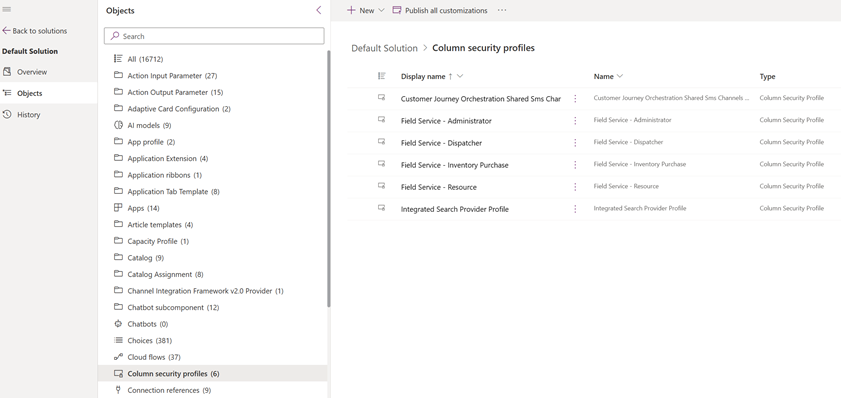 Objects
New
Publish all customizations
Back to solutions
Search
Default Solution
Default Solution > Column security profiles
Overview
Objects
History
All (16712)
Action Input Parameter (27)
Action Output Parameter (15)
Adaptive Card Configuration (2)
AI models (9)
App profile (2)
Application Extension (4)
Application ribbons (1)
Application Tab Template (8)
Apps (14)
Article templates (4)
Capacity Profile (1)
Catalog (9)
Catalog Assignment (8)
Channel Integration Framework v2.0 Provider (1)
Chatbot subcomponent (12)
Chatbots (0)
Choices (381)
Cloud flows (37)
Column security profiles (6)
Connection references (9)
Display name ↑ Name Type
Customer Journey Orchestration Shared Sms Char Customer Journey Orchestration Shared Sms Channels ... Column Security Profile
Field Service - Administrator Field Service - Administrator Column Security Profile
Field Service - Dispatcher Field Service - Dispatcher Column Security Profile
Field Service - Inventory Purchase Field Service - Inventory Purchase Column Security Profile
Field Service - Resource Field Service - Resource Column Security Profile
Integrated Search Provider Profile Integrated Search Provider Profile Column Security Profile